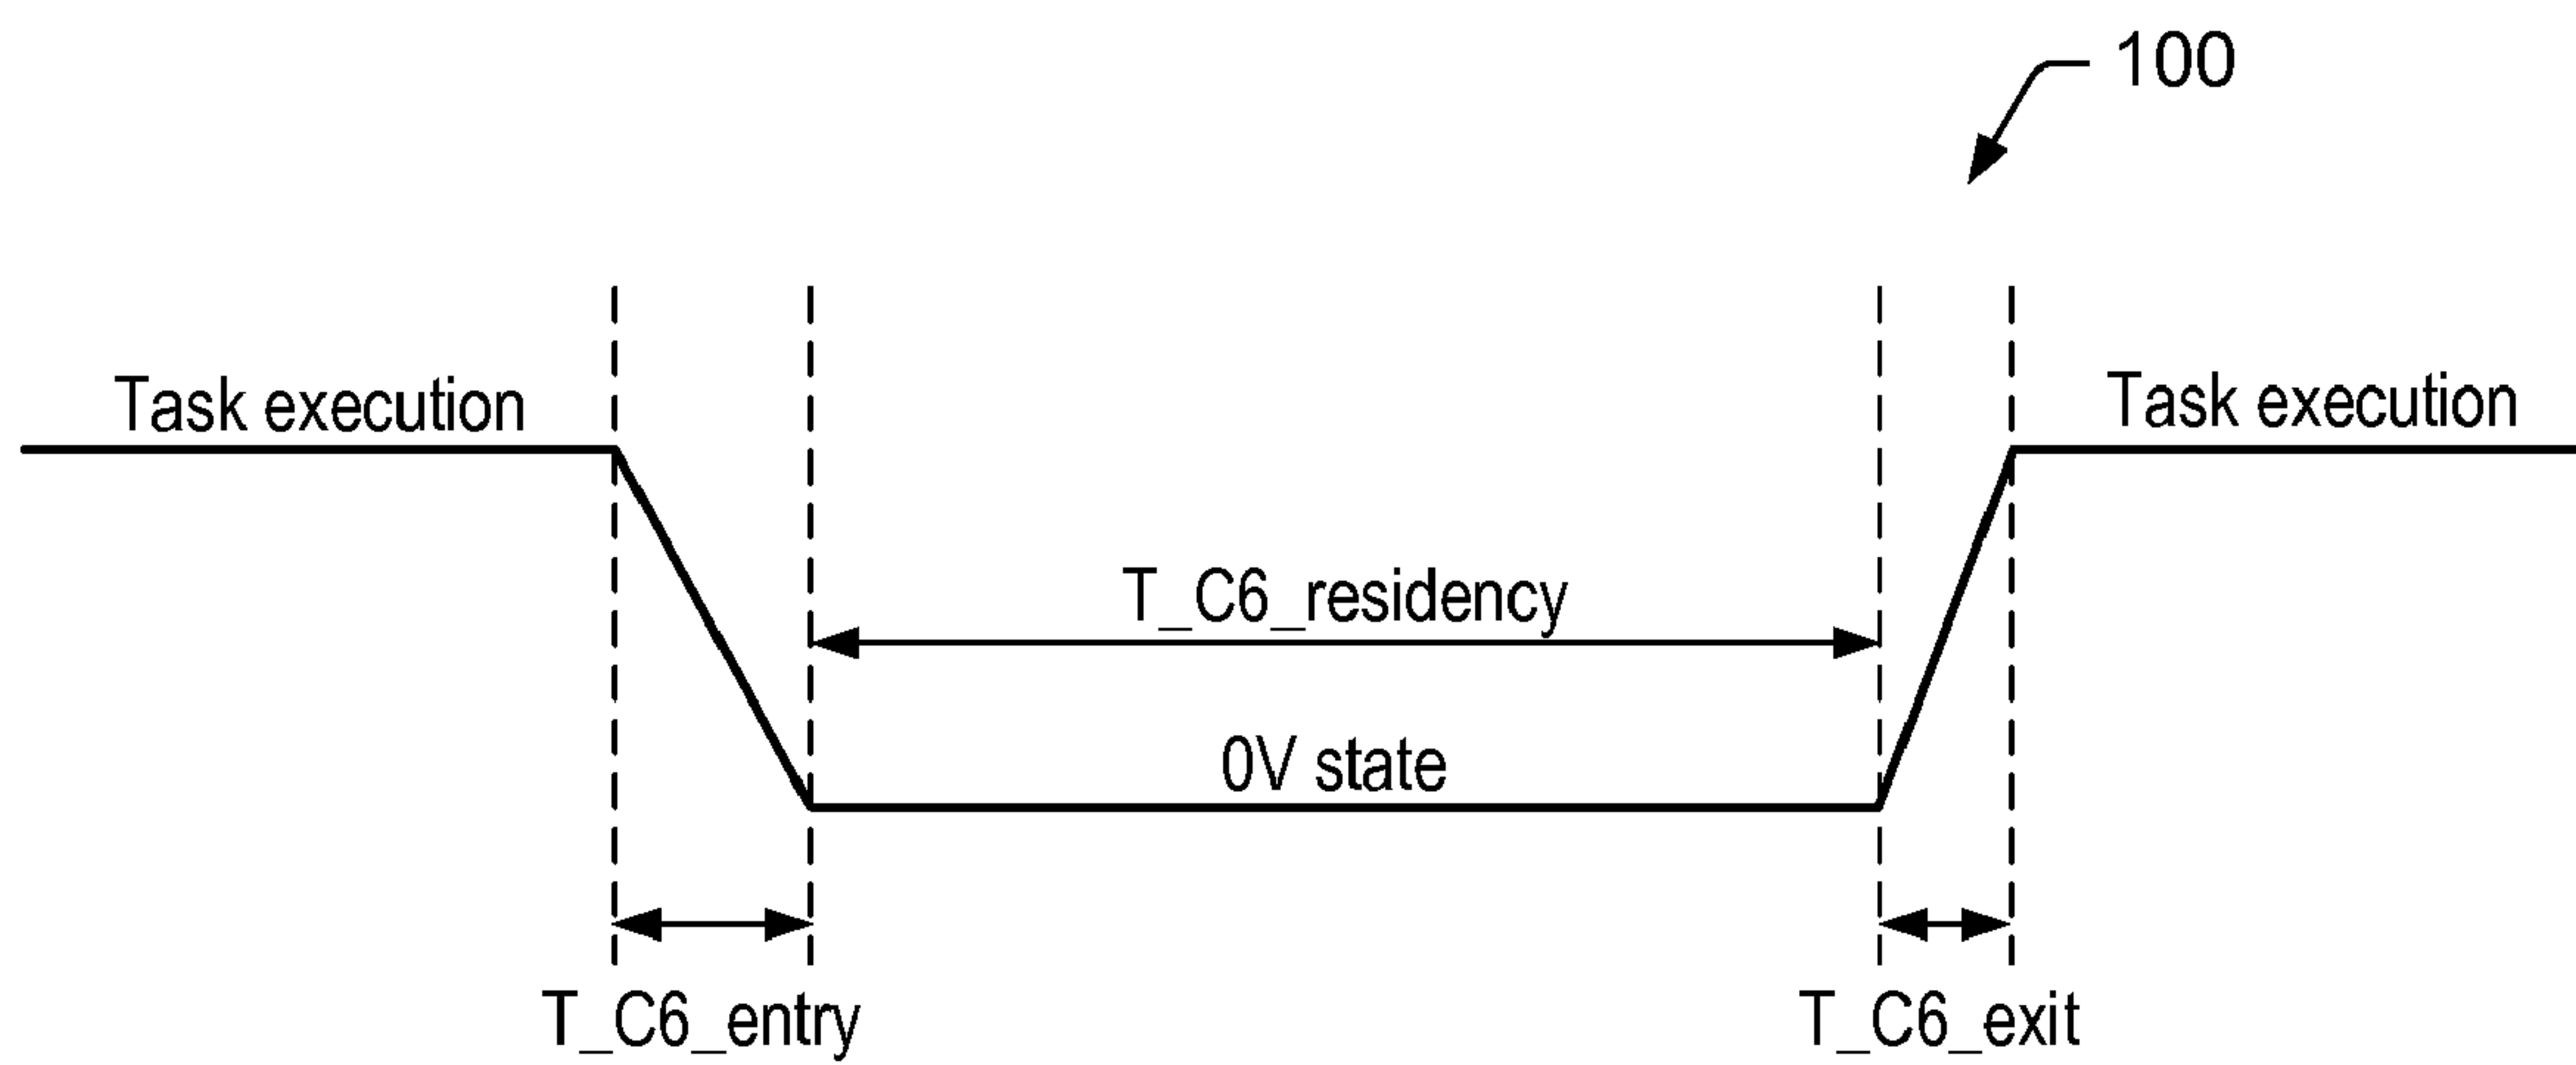 100
Task execution
Task execution
T_C6_residency
0V state
T_C6_entry
T_C6_exit